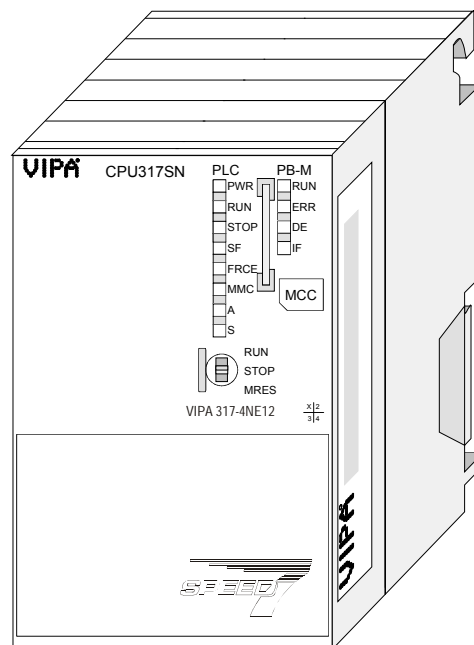 VIPA CPU317SN PLC PB-M
PWR RUN
RUN ERR
STOP DE
SF IF
FRCE
MMC MCC
A
S
RUN
STOP
MRES
VIPA 317-4NE12 X 2
3 4
SPEED7
VIPA